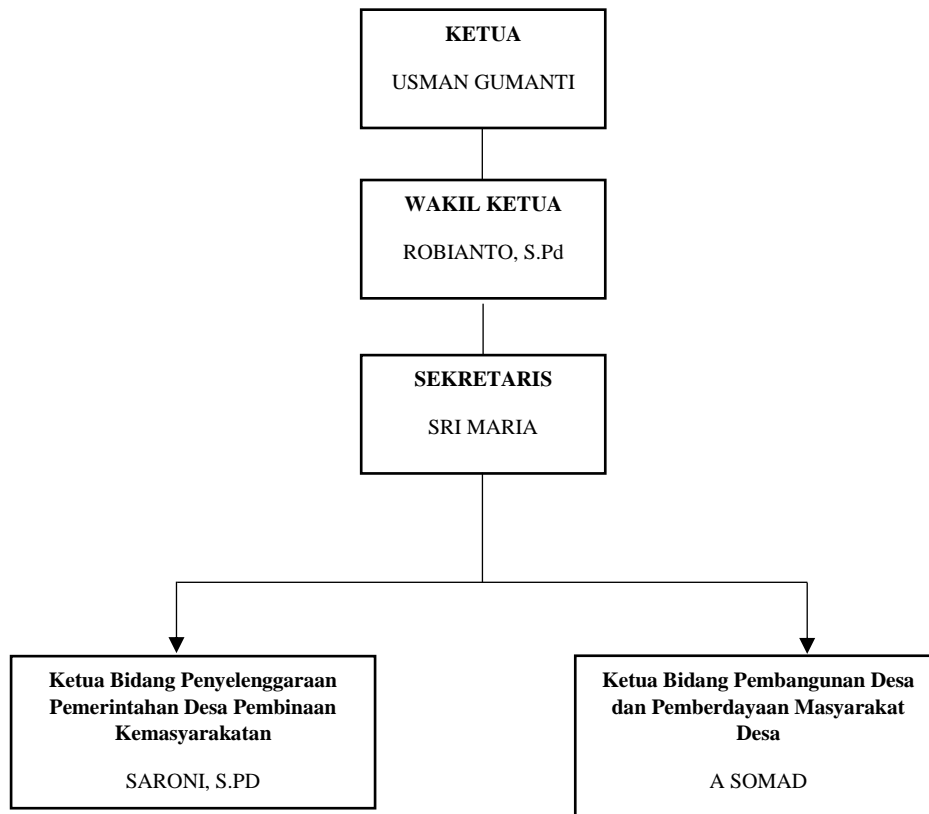 KETUA
USMAN GUMANTI
WAKIL KETUA
ROBIANTO, S.Pd
SEKRETARIS
SRI MARIA
Ketua Bidang Penyelenggaraan
Pemerintahan Desa Pembinaan
Kemasyarakatan
SARONI, S.PD
Ketua Bidang Pembangunan Desa
dan Pemberdayaan Masyarakat
Desa
A SOMAD